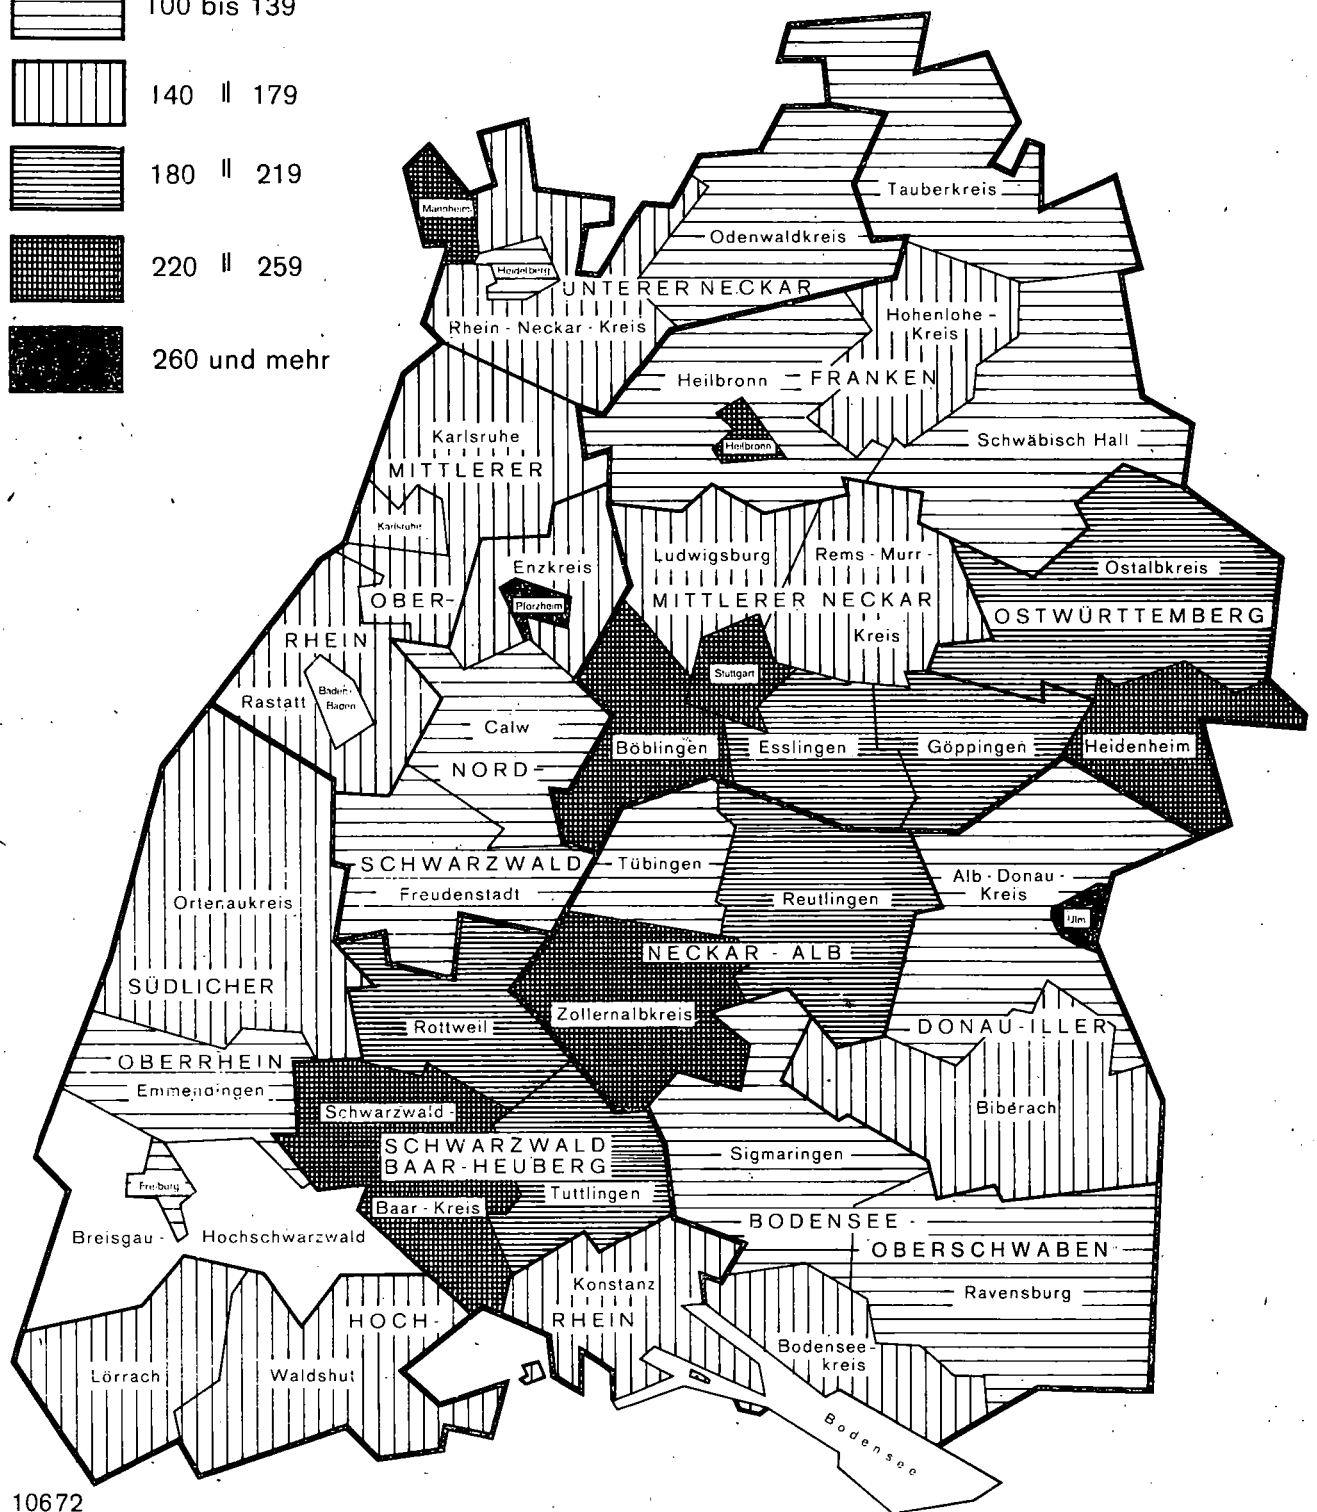 100 bis 139
140 " 179
180 " 219
220 " 259
260 und mehr
Tauberkreis
Mannheim
Odenwaldkreis
Heidelberg
UNTERER NECKAR
Rhein - Neckar - Kreis
Hohenlohe -
Kreis
Heilbronn
FRANKEN
Karlsruhe
Heilbronn
Schwäbisch Hall
MITTLERER
Karlsruhe
Ludwigsburg
Rems - Murr -
Enzkreis
Ostalbkreis
OBER-
Pforzheim
MITTLERER NECKAR
OSTWÜRTTEMBERG
RHEIN
Kreis
Stuttgart
Rastatt
Baden-
Baden
Calw
Böblingen
Esslingen
Göppingen
Heidenheim
NORD-
SCHWARZWALD
Tübingen
Freudenstadt
Alb - Donau -
Kreis
Ortenaukreis
Reutlingen
Ulm
NECKAR - ALB
SÜDLICHER
Zollernalbkreis
Rottweil
DONAU-ILLER
OBERRHEIN
Emmendingen
Schwarzwald -
Biberach
SCHWARZWALD
BAAR-HEUBERG
Sigmaringen
Freiburg
Tuttlingen
Baar - Kreis
BODENSEE -
Breisgau - Hochschwarzwald
OBERSCHWABEN
Konstanz
Ravensburg
HOCH-
RHEIN
Bodensee-
kreis
Lörrach
Waldshut
Bodensee
10672